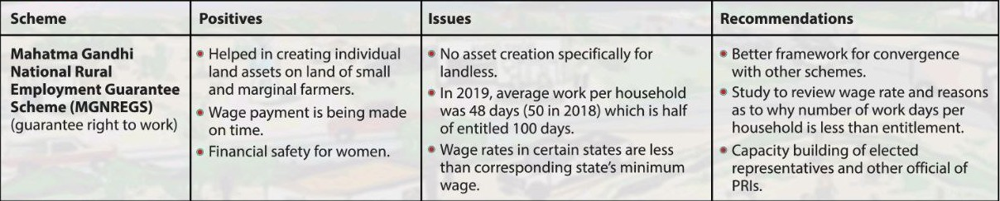 Scheme
Positives
Issues
Recommendations
Mahatma Gandhi
National Rural
Employment Guarantee
Scheme (MGNREGS)
(guarantee right to work)
• Helped in creating individual
land assets on land of small
and marginal farmers.
• Wage payment is being made
on time.
• Financial safety for women.
• No asset creation specifically for
landless.
• In 2019, average work per household
was 48 days (50 in 2018) which is half
of entitled 100 days.
• Wage rates in certain states are less
than corresponding state's minimum
wage.
• Better framework for convergence
with other schemes.
• Study to review wage rate and reasons
as to why number of work days per
household is less than entitlement.
• Capacity building of elected
representatives and other official of
PRIs.